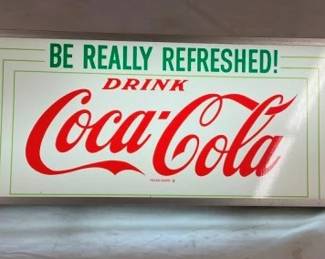 BE REALLY REFRESHED!
DRINK
Coca-Cola